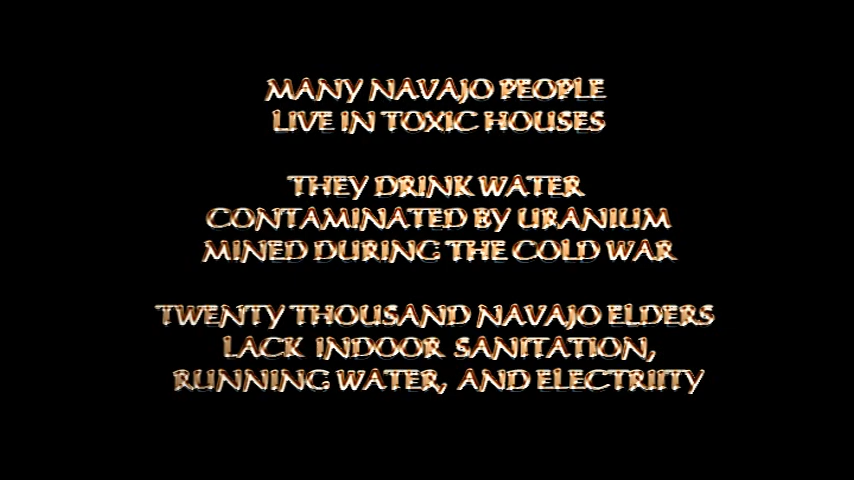 MANY NAVAJO PEOPLE
LIVE IN TOXIC HOUSES
THEY DRINK WATER
CONTAMINATED BY URANIUM
MINED DURING THE COLD WAR
TWENTY THOUSAND NAVAJO ELDERS
LACK INDOOR SANITATION,
RUNNING WATER, AND ELECTRIITY